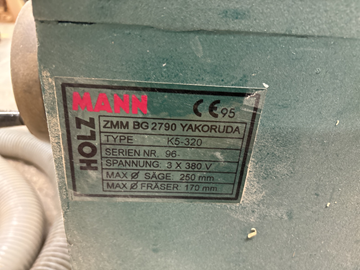 HOLZ
MANN
CE 95
ZMM BG 2790 YAKORUDA
TYPE K5-320
SERIEN NR. 96
SPANNUNG: 3 X 380 V
MAX Ø SÄGE: 250 mm
MAX Ø FRÄSER: 170 mm